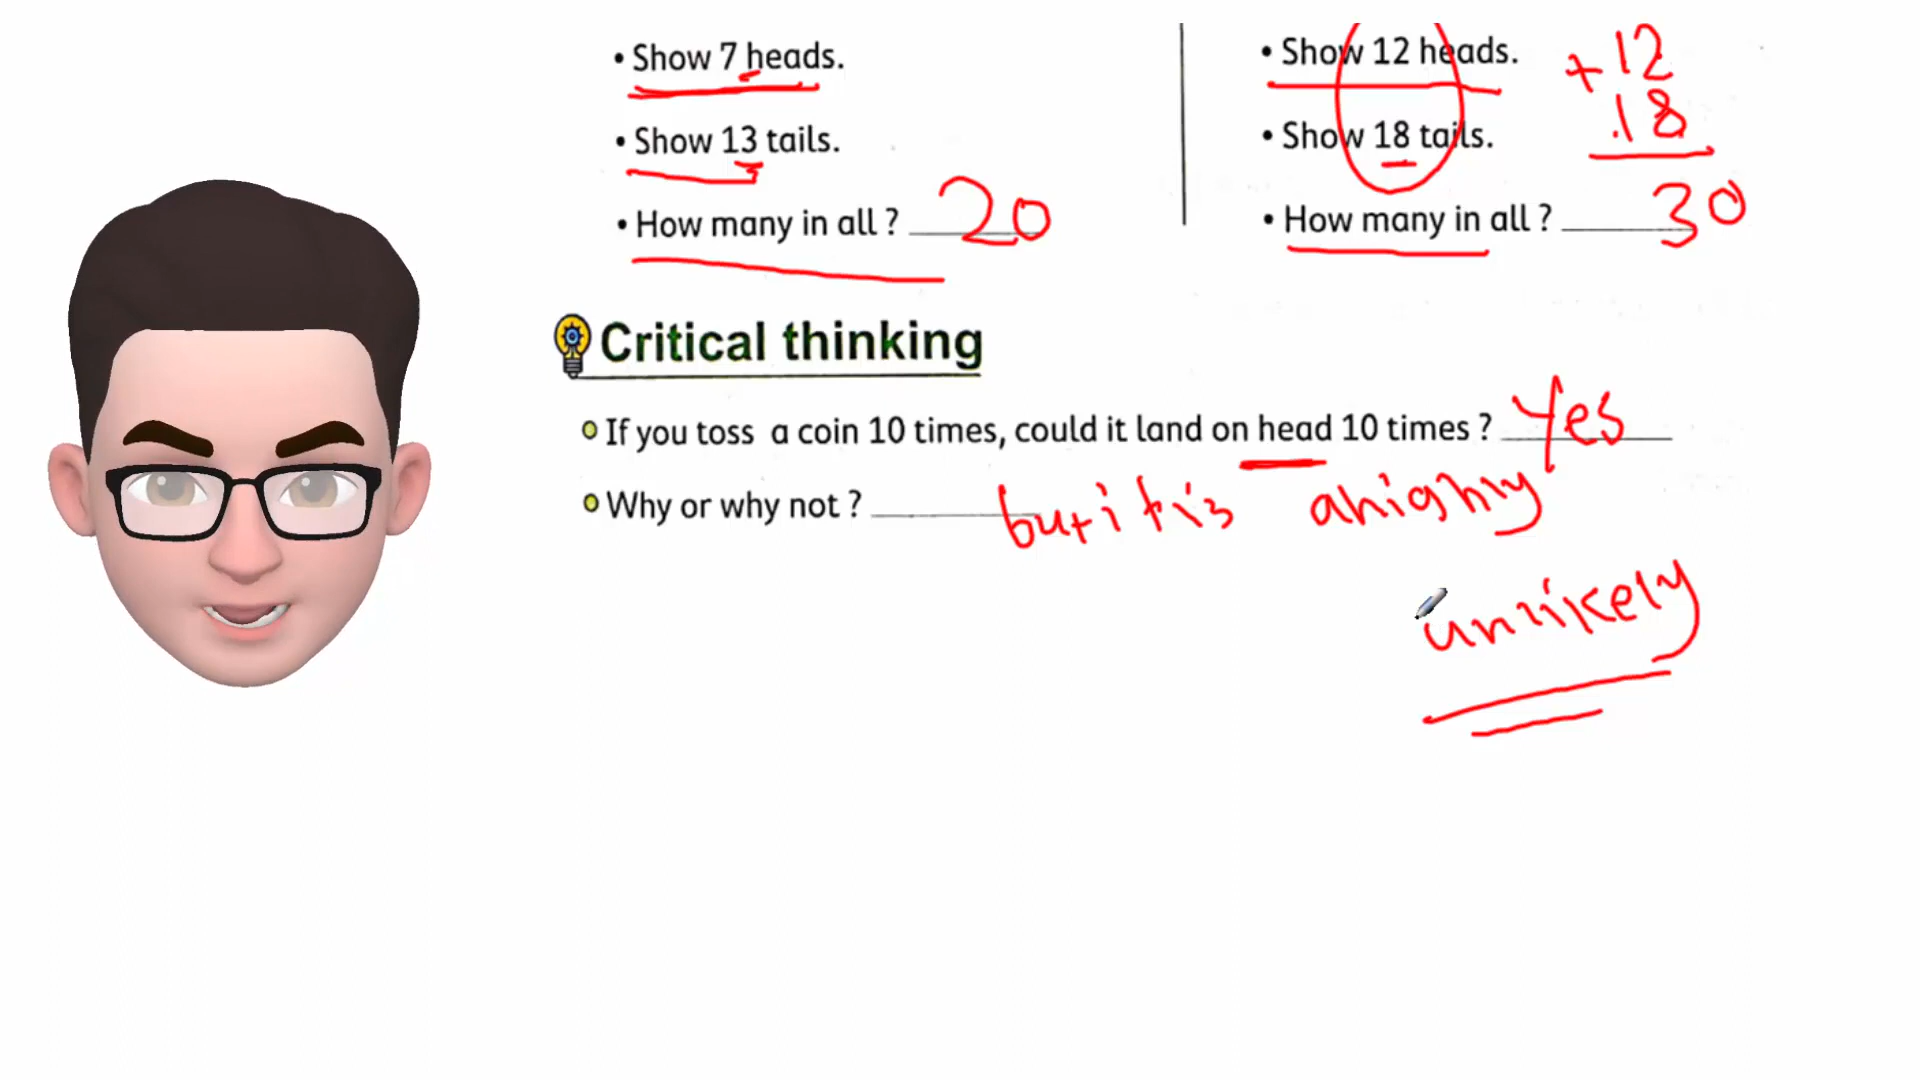 • Show 7 heads.
• Show 13 tails.
• How many in all ? 20
• Show 12 heads.
• Show 18 tails.
• How many in all ? 30
+12
18
Critical thinking
If you toss a coin 10 times, could it land on head 10 times ? Yes
Why or why not ? but it is a highly
unlikely